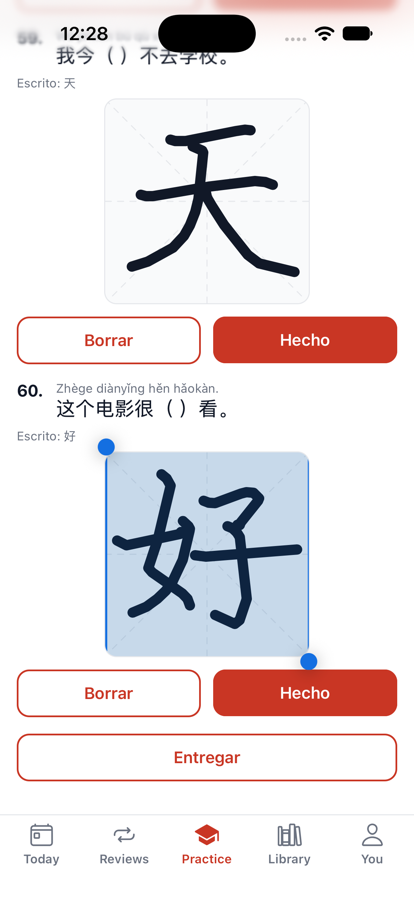 12:28
59.
我今（ ）不去学校。
Escrito: 天
天
Borrar
Hecho
60.
Zhège diànyǐng hěn hǎokàn.
这个电影很（ ）看。
Escrito: 好
好
Borrar
Hecho
Entregar
Today
Reviews
Practice
Library
You